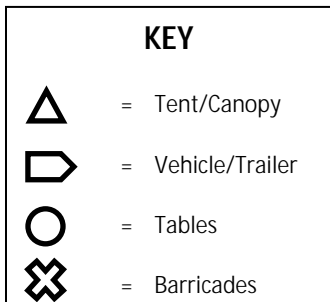 KEY
= Tent/Canopy
= Vehicle/Trailer
= Tables
= Barricades